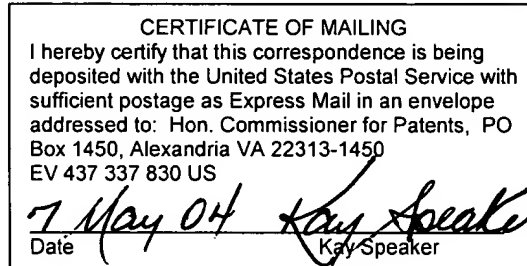 CERTIFICATE OF MAILING
I hereby certify that this correspondence is being
deposited with the United States Postal Service with
sufficient postage as Express Mail in an envelope
addressed to: Hon. Commissioner for Patents, PO
Box 1450, Alexandria VA 22313-1450
EV 437 337 830 US
7 May 04 Kay Speaker
Date Kay Speaker